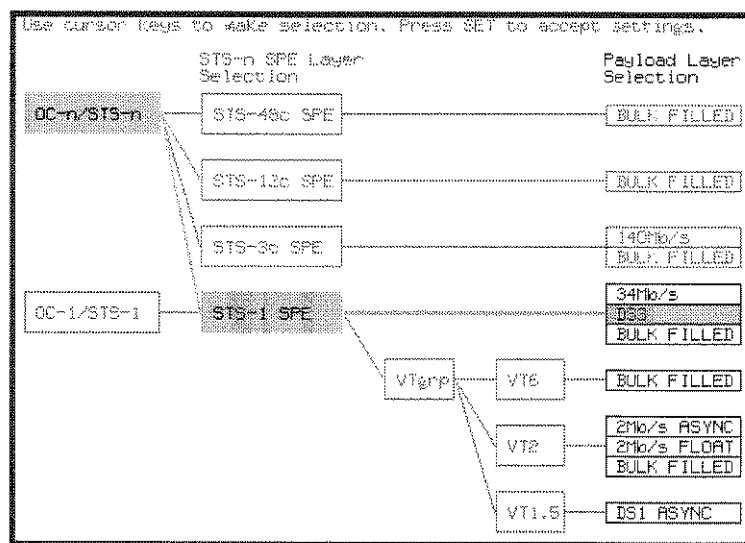 Use cursor keys to make selection. Press SET to accept settings.
STS-n SPE Layer
Selection
Payload Layer
Selection
OC-n/STS-n
STS-48c SPE
BULK FILLED
STS-12c SPE
BULK FILLED
STS-3c SPE
140Mb/s
BULK FILLED
OC-1/STS-1
STS-1 SPE
34Mb/s
DS3
BULK FILLED
VTgrp
VT6
BULK FILLED
VT2
2Mb/s ASYNC
2Mb/s FLOAT
BULK FILLED
VT1.5
DS1 ASYNC